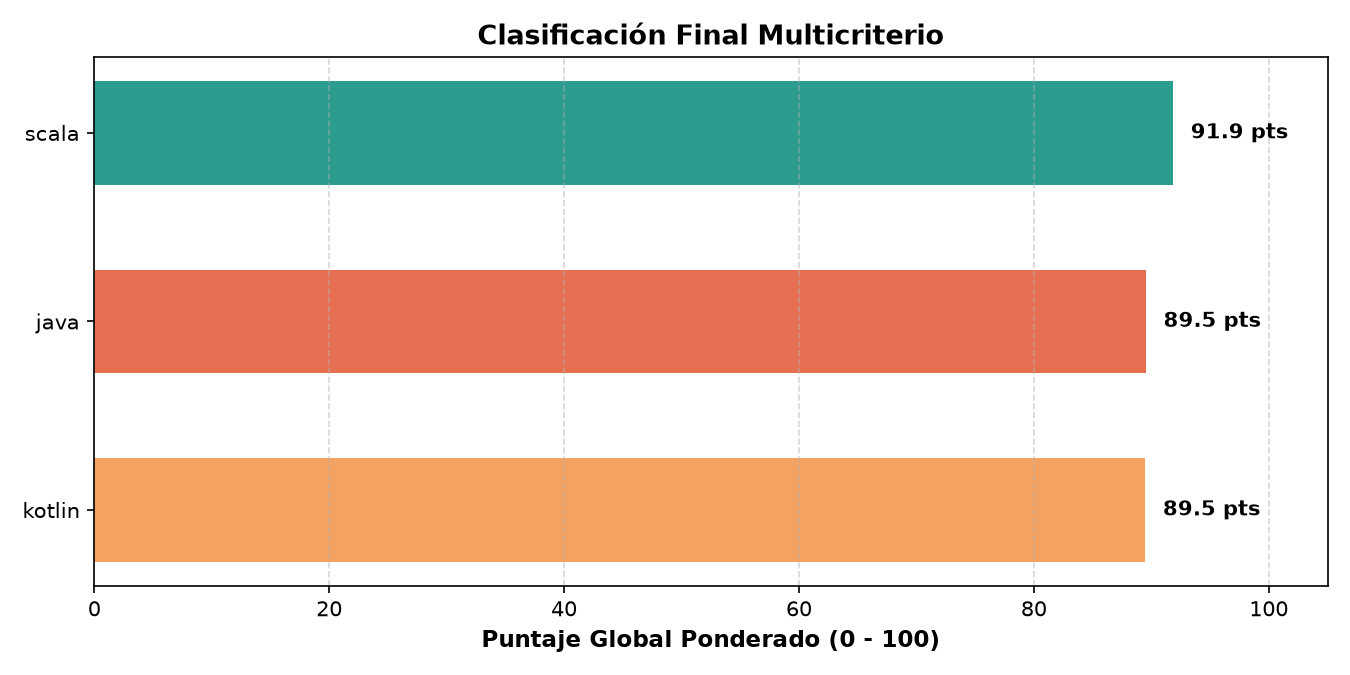 Clasificación Final Multicriterio
scala
91.9 pts
java
89.5 pts
kotlin
89.5 pts
0 20 40 60 80 100
Puntaje Global Ponderado (0 - 100)